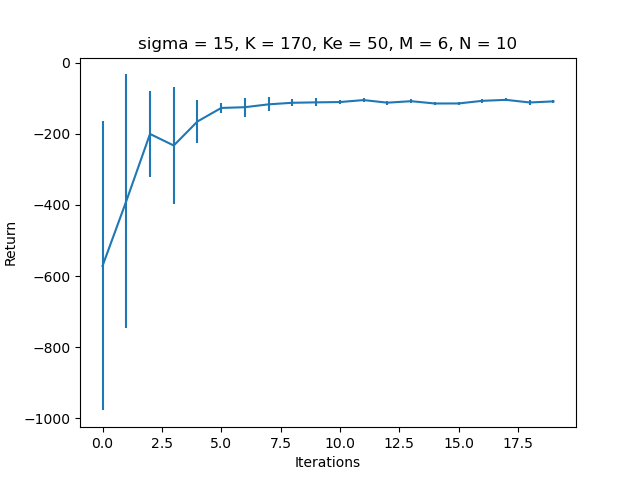 sigma = 15, K = 170, Ke = 50, M = 6, N = 10
0
−200
−400
−600
−800
−1000
Return
0.0 2.5 5.0 7.5 10.0 12.5 15.0 17.5
Iterations